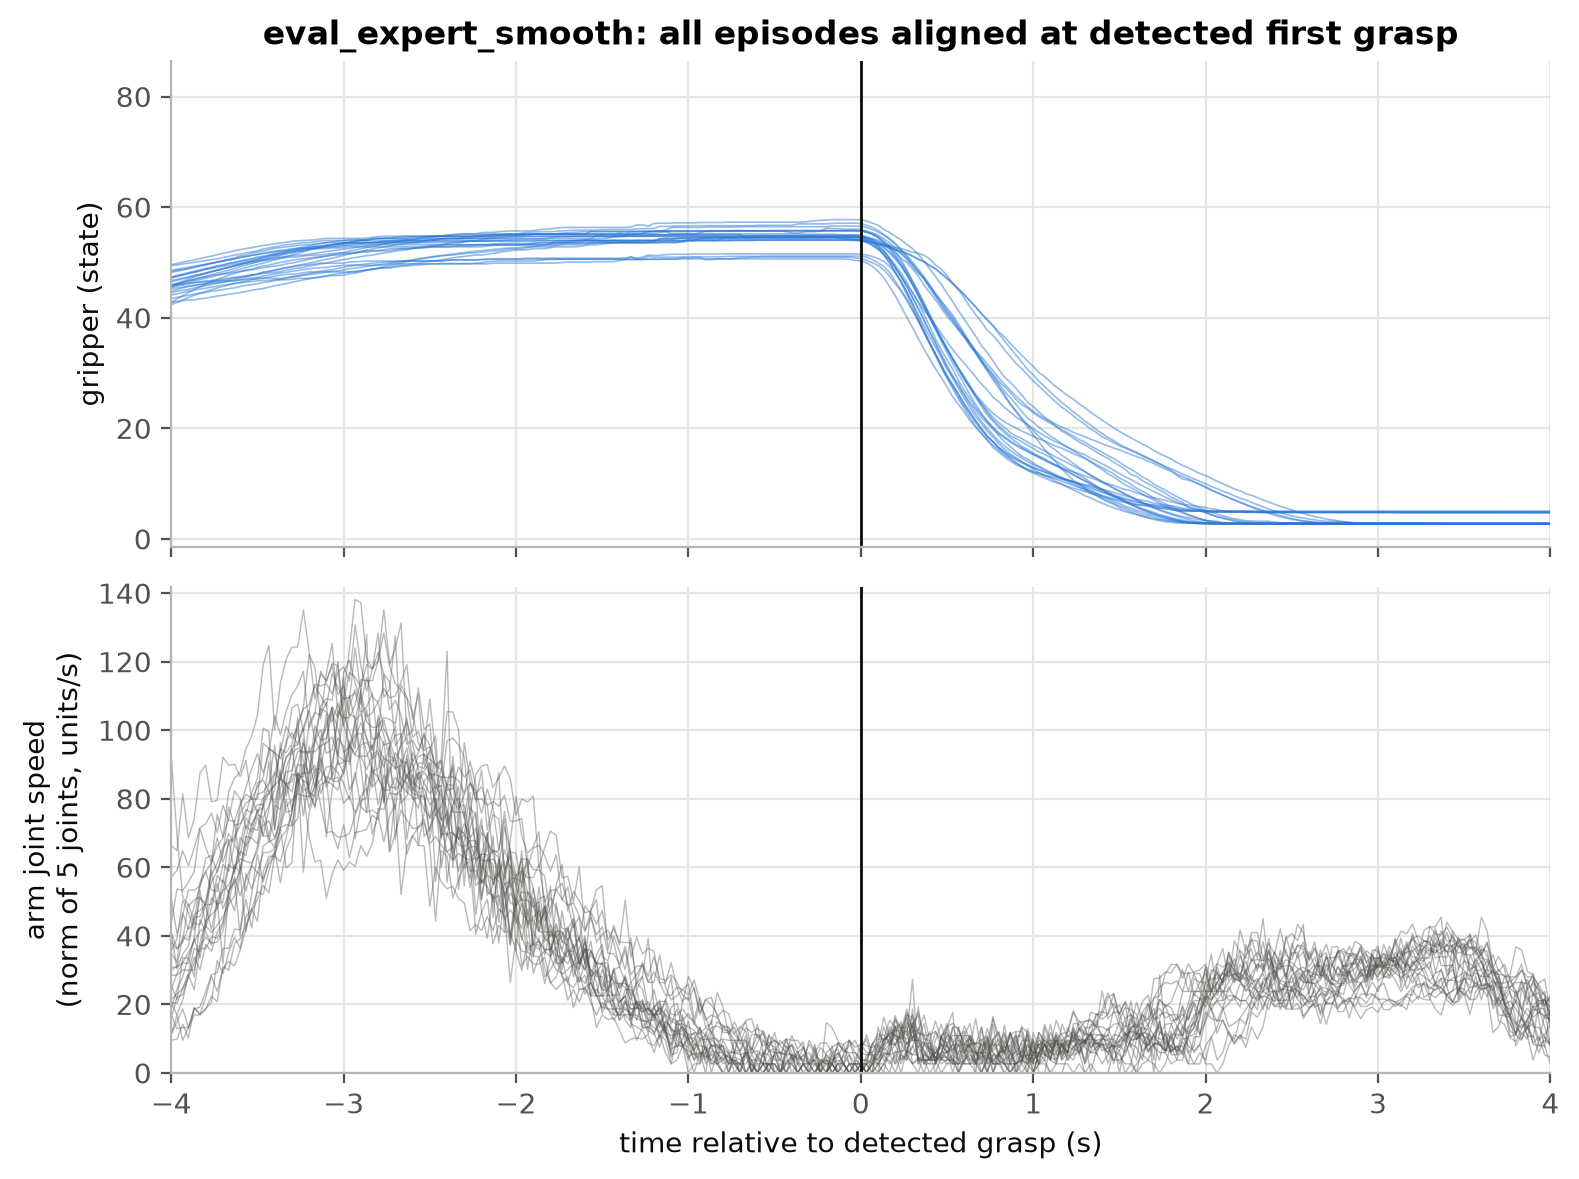 eval_expert_smooth: all episodes aligned at detected first grasp
80
60
40
20
0
gripper (state)
140
120
100
80
60
40
20
0
arm joint speed
(norm of 5 joints, units/s)
−4 −3 −2 −1 0 1 2 3 4
time relative to detected grasp (s)